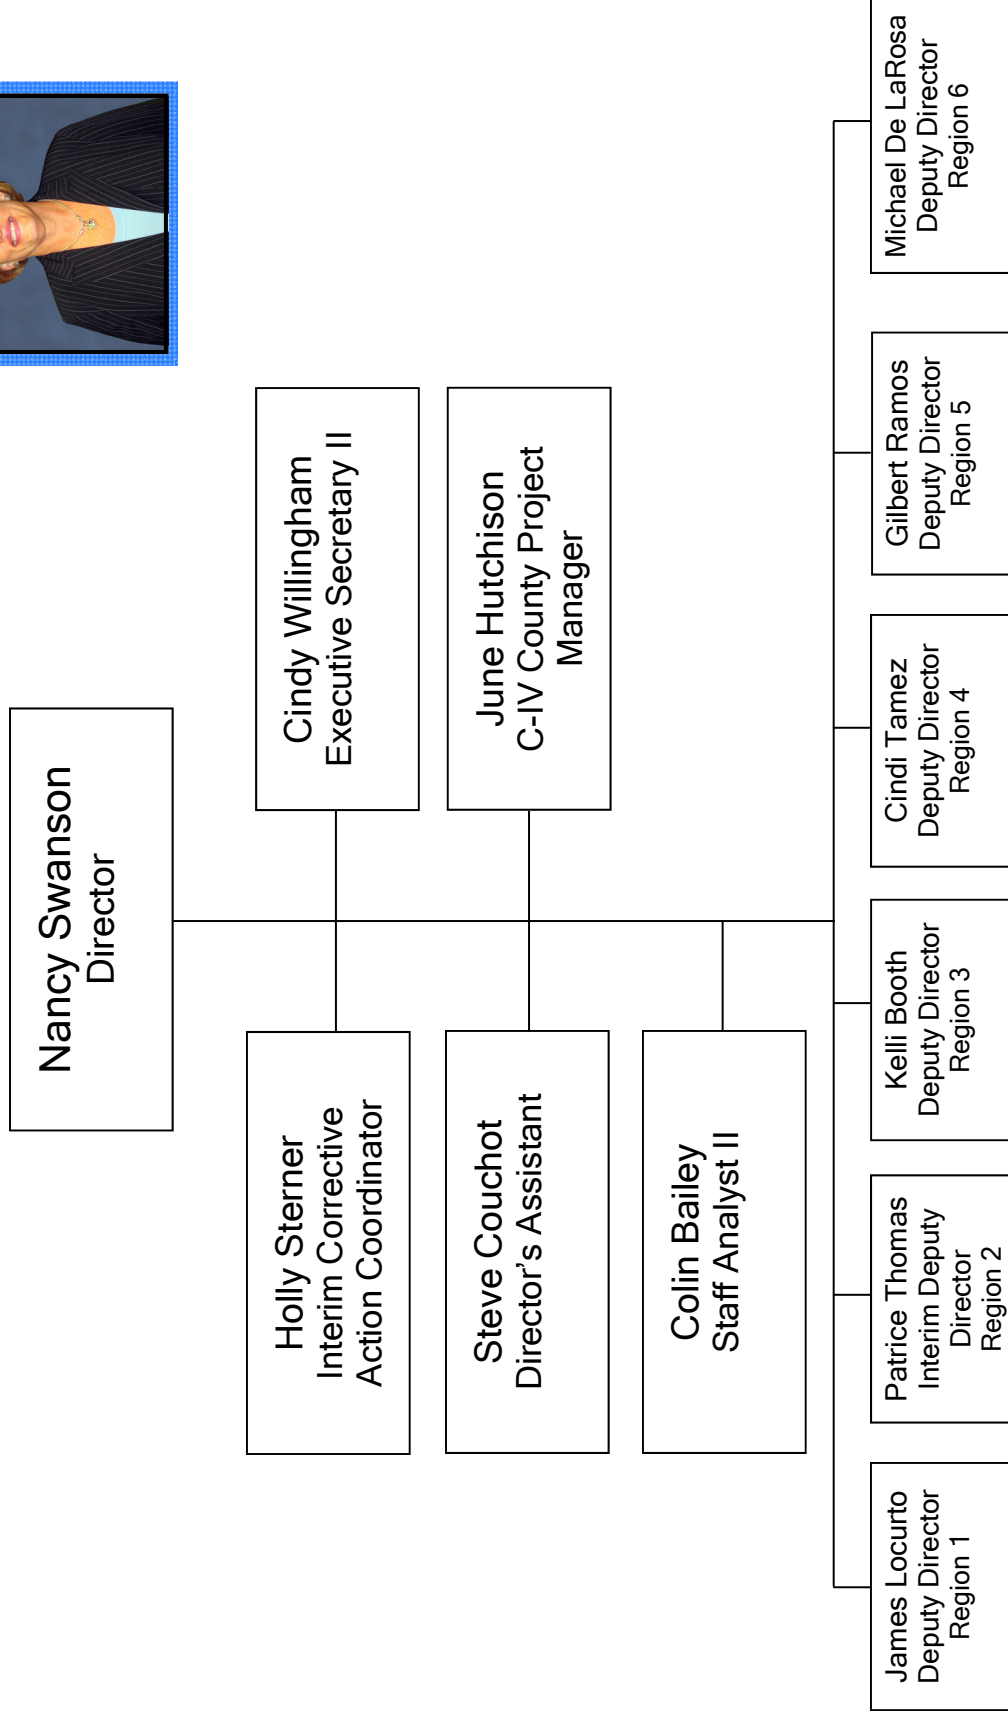 Nancy Swanson
Director
Holly Sterner
Interim Corrective
Action Coordinator
Cindy Willingham
Executive Secretary II
Steve Couchot
Director’s Assistant
June Hutchison
C-IV County Project
Manager
Colin Bailey
Staff Analyst II
James Locurto
Deputy Director
Region 1
Patrice Thomas
Interim Deputy
Director
Region 2
Kelli Booth
Deputy Director
Region 3
Cindi Tamez
Deputy Director
Region 4
Gilbert Ramos
Deputy Director
Region 5
Michael De LaRosa
Deputy Director
Region 6